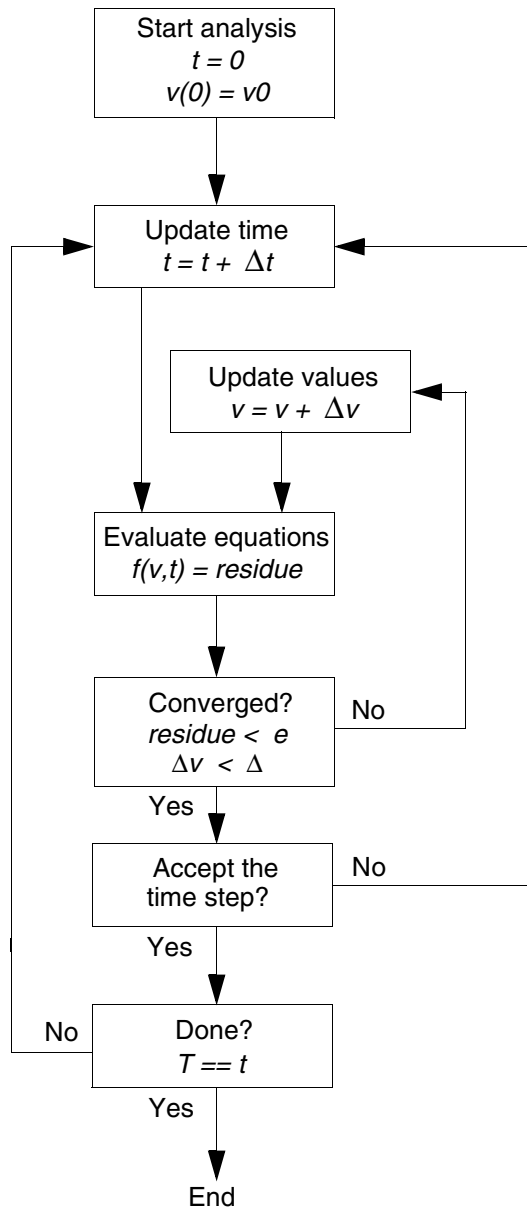 Start analysis
t = 0
v(0) = v0
Update time
t = t + Δt
Update values
v = v + Δv
Evaluate equations
f(v,t) = residue
Converged?
residue < e
Δv < Δ
No
Yes
Accept the
time step?
No
Yes
Done?
T == t
No
Yes
End